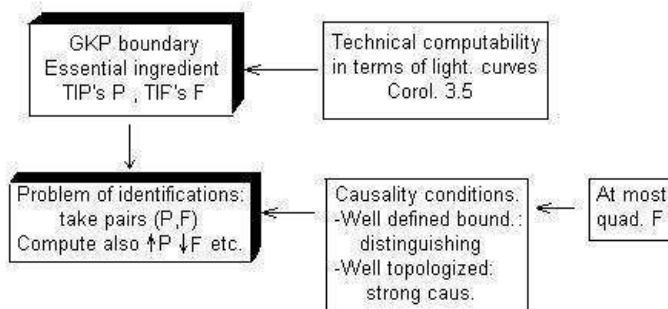 GKP boundary
Essential ingredient
TIP's P , TIF's F
Technical computability
in terms of light. curves
Corol. 3.5
Problem of identifications:
take pairs (P,F)
Compute also ↑P ↓F etc.
Causality conditions.
-Well defined bound.:
distinguishing
-Well topologized:
strong caus.
At most
quad. F